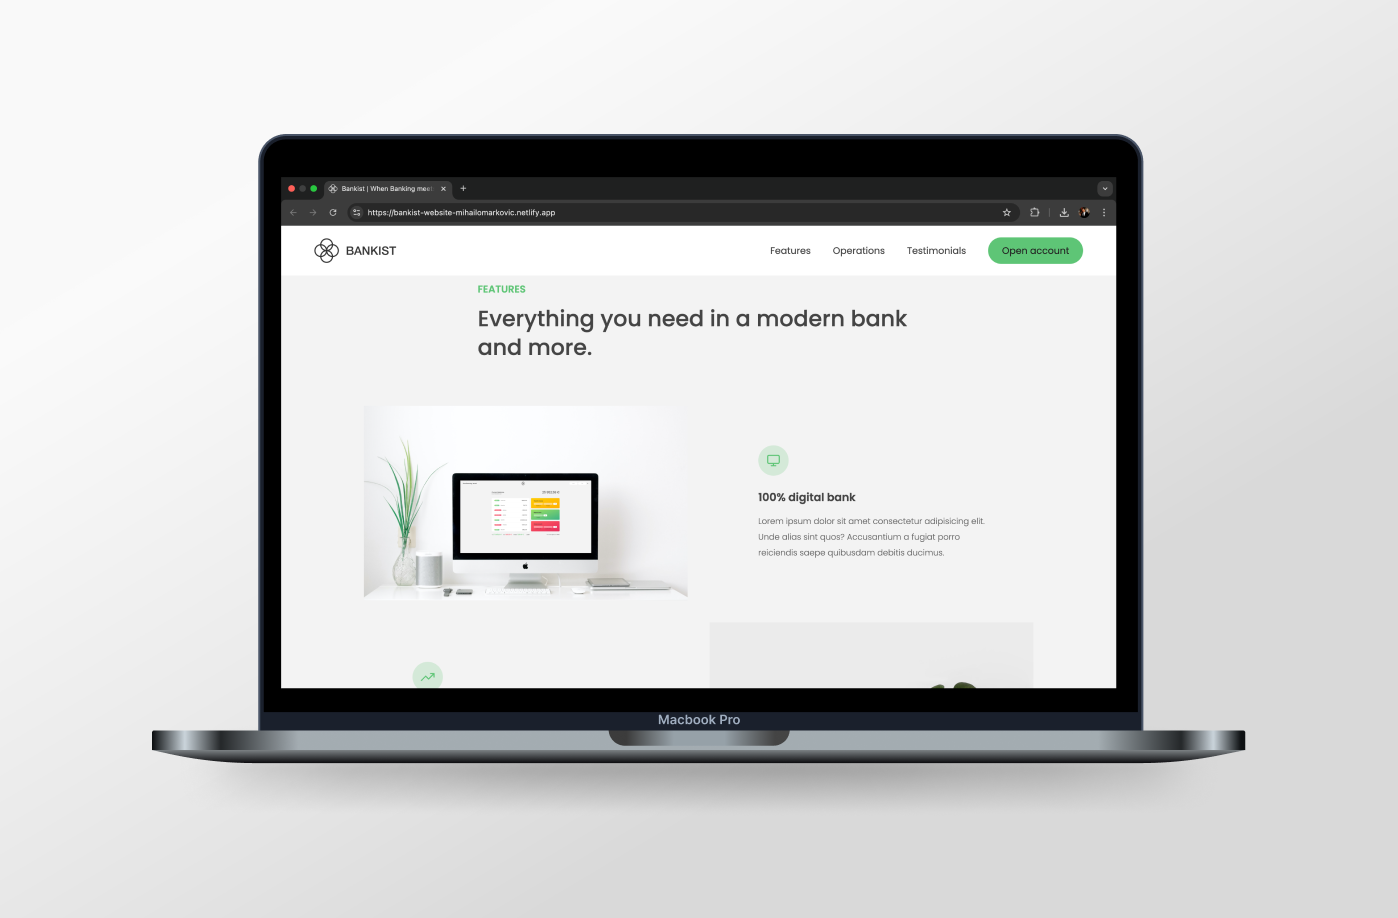 Bankist | When Banking mee
https://bankist-website-mihailomarkovic.netlify.app
BANKIST
Features
Operations
Testimonials
Open account
FEATURES
Everything you need in a modern bank
and more.
100% digital bank
Lorem ipsum dolor sit amet consectetur adipisicing elit.
Unde alias sint quos? Accusantium a fugiat porro
reiciendis saepe quibusdam debitis ducimus.
Macbook Pro